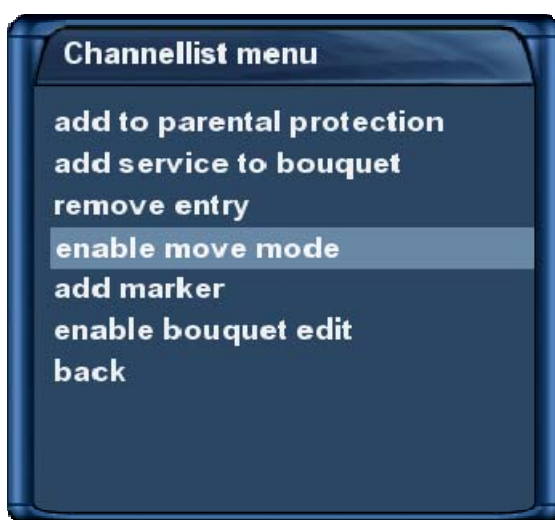 Channellist menu
add to parental protection
add service to bouquet
remove entry
enable move mode
add marker
enable bouquet edit
back